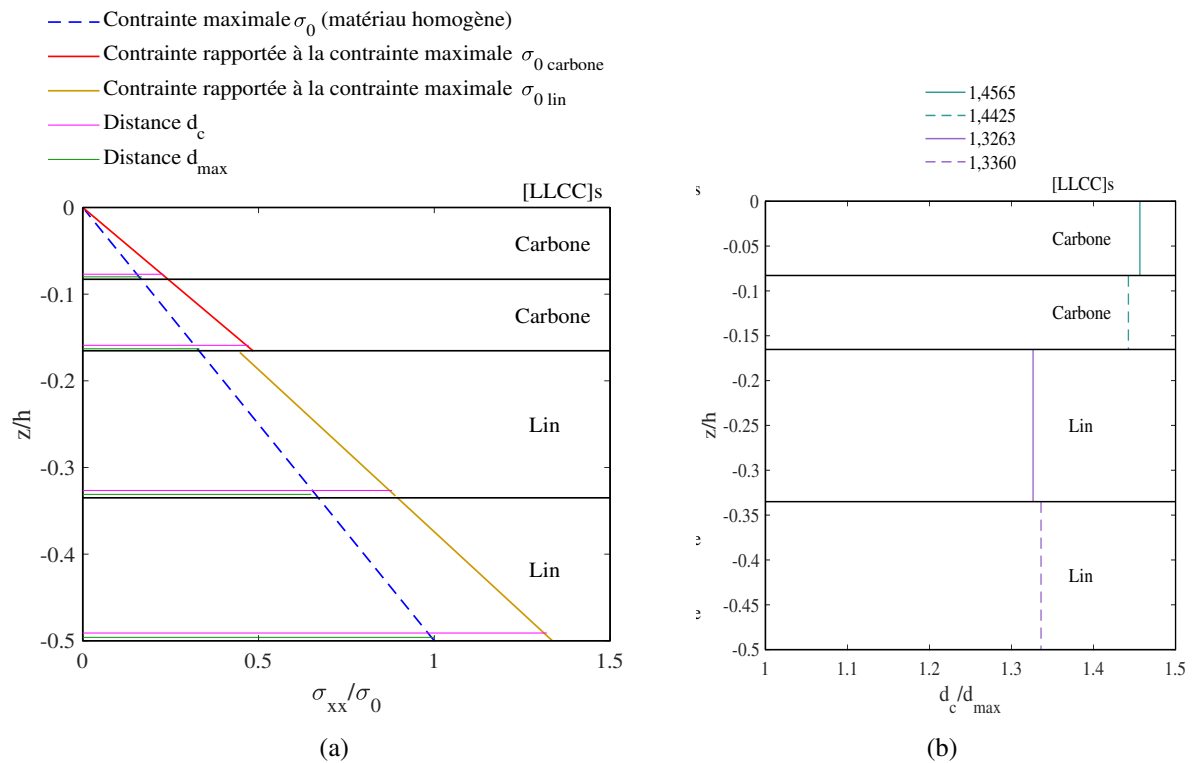 Contrainte maximale σ0 (matériau homogène)
Contrainte rapportée à la contrainte maximale σ0 carbone
Contrainte rapportée à la contrainte maximale σ0 lin
Distance dc
Distance dmax
[LLCC]s
0
-0.1
-0.2
-0.3
-0.4
-0.5
z/h
Carbone
Carbone
Lin
Lin
0
0.5
1
1.5
σxx/σ0
(a)
1,4565
1,4425
1,3263
1,3360
s
[LLCC]s
0
-0.05
-0.1
-0.15
-0.2
-0.25
-0.3
-0.35
-0.4
-0.45
-0.5
z/h
Carbone
Carbone
Lin
Lin
1
1.1
1.2
1.3
1.4
1.5
dc/dmax
(b)